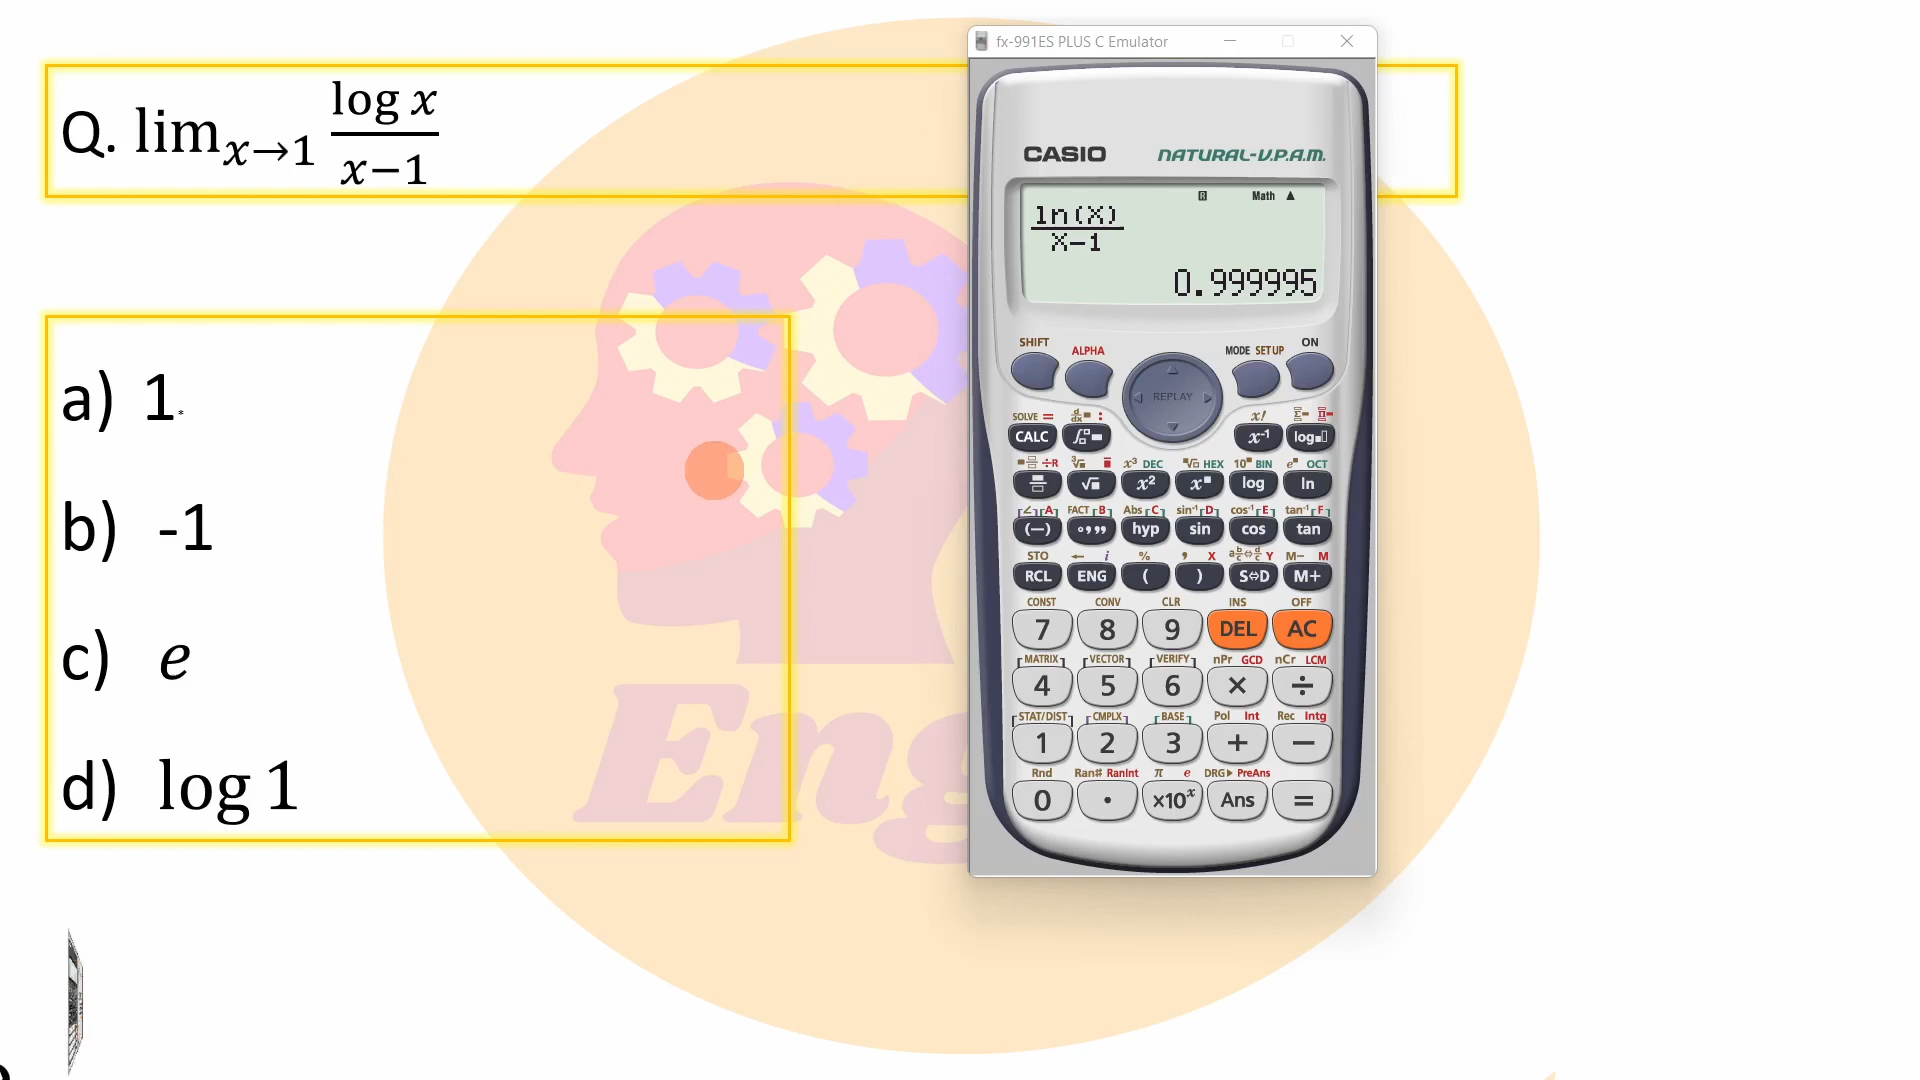 Q. lim x→1 log x / x−1
a) 1
b) -1
c) e
d) log 1
Eng
fx-991ES PLUS C Emulator
CASIO NATURAL-V.P.A.M.
R Math ▲
ln(X)
X−1
0.999995
SHIFT ALPHA MODE SETUP ON
REPLAY
SOLVE = d/dx : x! Σ Π
CALC ∫ x⁻¹ log
÷R ³√ x³ DEC √ HEX 10 BIN e OCT
√ x² x log ln
∠ A FACT B Abs C sin⁻¹ D cos⁻¹ E tan⁻¹ F
(−) ° ’ ” hyp sin cos tan
STO ← i % , X a b/c⇔d/c Y M− M
RCL ENG ( ) S⇔D M+
CONST CONV CLR INS OFF
7 8 9 DEL AC
MATRIX VECTOR VERIFY nPr GCD nCr LCM
4 5 6 × ÷
STAT/DIST CMPLX BASE Pol Int Rec Intg
1 2 3 + −
Rnd Ran# RanInt π e DRG▶ PreAns
0 . ×10ˣ Ans =